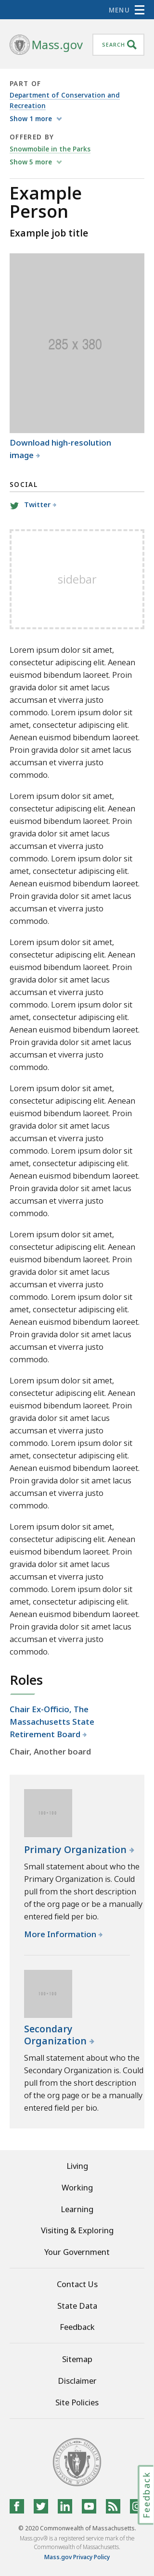 MENU
Mass.gov
SEARCH
PART OF
Department of Conservation and
Recreation
Show 1 more
OFFERED BY
Snowmobile in the Parks
Show 5 more
Example
Person
Example job title
285 x 380
Download high-resolution
image
SOCIAL
Twitter
sidebar
Lorem ipsum dolor sit amet,
consectetur adipiscing elit. Aenean
euismod bibendum laoreet. Proin
gravida dolor sit amet lacus
accumsan et viverra justo
commodo. Lorem ipsum dolor sit
amet, consectetur adipiscing elit.
Aenean euismod bibendum laoreet.
Proin gravida dolor sit amet lacus
accumsan et viverra justo
commodo.
Lorem ipsum dolor sit amet,
consectetur adipiscing elit. Aenean
euismod bibendum laoreet. Proin
gravida dolor sit amet lacus
accumsan et viverra justo
commodo. Lorem ipsum dolor sit
amet, consectetur adipiscing elit.
Aenean euismod bibendum laoreet.
Proin gravida dolor sit amet lacus
accumsan et viverra justo
commodo.
Lorem ipsum dolor sit amet,
consectetur adipiscing elit. Aenean
euismod bibendum laoreet. Proin
gravida dolor sit amet lacus
accumsan et viverra justo
commodo. Lorem ipsum dolor sit
amet, consectetur adipiscing elit.
Aenean euismod bibendum laoreet.
Proin gravida dolor sit amet lacus
accumsan et viverra justo
commodo.
Lorem ipsum dolor sit amet,
consectetur adipiscing elit. Aenean
euismod bibendum laoreet. Proin
gravida dolor sit amet lacus
accumsan et viverra justo
commodo. Lorem ipsum dolor sit
amet, consectetur adipiscing elit.
Aenean euismod bibendum laoreet.
Proin gravida dolor sit amet lacus
accumsan et viverra justo
commodo.
Lorem ipsum dolor sit amet,
consectetur adipiscing elit. Aenean
euismod bibendum laoreet. Proin
gravida dolor sit amet lacus
accumsan et viverra justo
commodo. Lorem ipsum dolor sit
amet, consectetur adipiscing elit.
Aenean euismod bibendum laoreet.
Proin gravida dolor sit amet lacus
accumsan et viverra justo
commodo.
Lorem ipsum dolor sit amet,
consectetur adipiscing elit. Aenean
euismod bibendum laoreet. Proin
gravida dolor sit amet lacus
accumsan et viverra justo
commodo. Lorem ipsum dolor sit
amet, consectetur adipiscing elit.
Aenean euismod bibendum laoreet.
Proin gravida dolor sit amet lacus
accumsan et viverra justo
commodo.
Lorem ipsum dolor sit amet,
consectetur adipiscing elit. Aenean
euismod bibendum laoreet. Proin
gravida dolor sit amet lacus
accumsan et viverra justo
commodo. Lorem ipsum dolor sit
amet, consectetur adipiscing elit.
Aenean euismod bibendum laoreet.
Proin gravida dolor sit amet lacus
accumsan et viverra justo
commodo.
Roles
Chair Ex-Officio, The
Massachusetts State
Retirement Board
Chair, Another board
Primary Organization
Small statement about who the
Primary Organization is. Could
pull from the short description
of the org page or be a manually
entered field per bio.
More Information
Secondary
Organization
Small statement about who the
Secondary Organization is. Could
pull from the short description
of the org page or be a manually
entered field per bio.
Living
Working
Learning
Visiting & Exploring
Your Government
Contact Us
State Data
Feedback
Sitemap
Disclaimer
Site Policies
Feedback
© 2020 Commonwealth of Massachusetts.
Mass.gov® is a registered service mark of the
Commonwealth of Massachusetts.
Mass.gov Privacy Policy